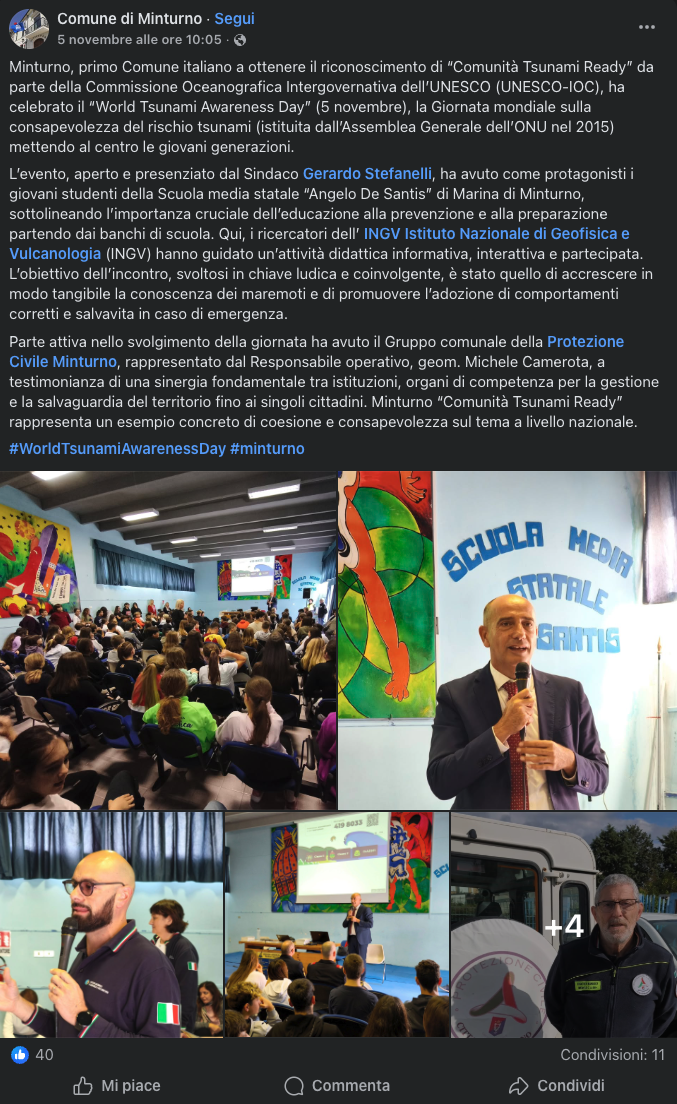 Comune di Minturno · Segui
5 novembre alle ore 10:05 ·
Minturno, primo Comune italiano a ottenere il riconoscimento di “Comunità Tsunami Ready” da
parte della Commissione Oceanografica Intergovernativa dell’UNESCO (UNESCO-IOC), ha
celebrato il “World Tsunami Awareness Day” (5 novembre), la Giornata mondiale sulla
consapevolezza del rischio tsunami (istituita dall’Assemblea Generale dell’ONU nel 2015)
mettendo al centro le giovani generazioni.
L’evento, aperto e presenziato dal Sindaco Gerardo Stefanelli, ha avuto come protagonisti i
giovani studenti della Scuola media statale “Angelo De Santis” di Marina di Minturno,
sottolineando l’importanza cruciale dell’educazione alla prevenzione e alla preparazione
partendo dai banchi di scuola. Qui, i ricercatori dell’ INGV Istituto Nazionale di Geofisica e
Vulcanologia (INGV) hanno guidato un’attività didattica informativa, interattiva e partecipata.
L’obiettivo dell’incontro, svoltosi in chiave ludica e coinvolgente, è stato quello di accrescere in
modo tangibile la conoscenza dei maremoti e di promuovere l’adozione di comportamenti
corretti e salvavita in caso di emergenza.
Parte attiva nello svolgimento della giornata ha avuto il Gruppo comunale della Protezione
Civile Minturno, rappresentato dal Responsabile operativo, geom. Michele Camerota, a
testimonianza di una sinergia fondamentale tra istituzioni, organi di competenza per la gestione
e la salvaguardia del territorio fino ai singoli cittadini. Minturno “Comunità Tsunami Ready”
rappresenta un esempio concreto di coesione e consapevolezza sul tema a livello nazionale.
#WorldTsunamiAwarenessDay #minturno
SCUOLA MEDIA
STATALE
SANTIS
SCUOLA MEDIA
STATALE
419 8033
+4
PROTEZIONE CI
40
Condivisioni: 11
Mi piace
Commenta
Condividi